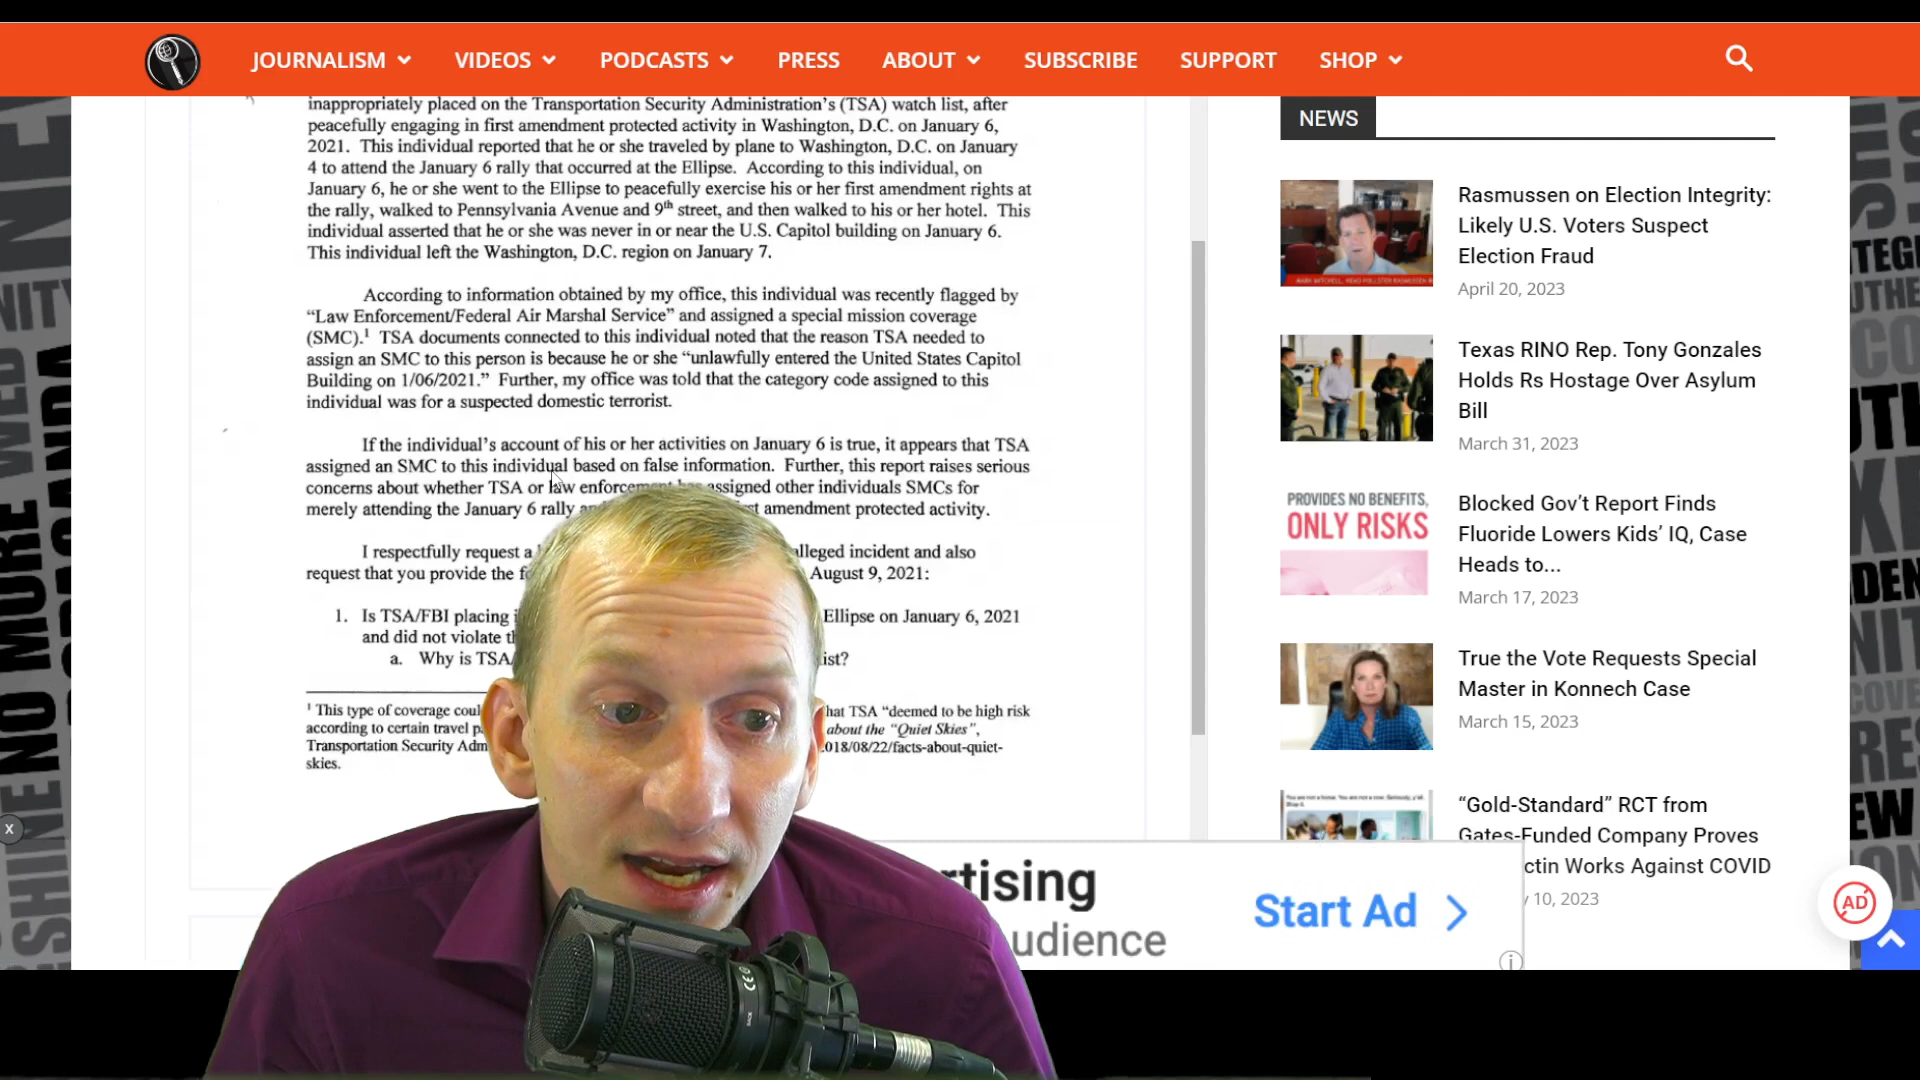 JOURNALISM
VIDEOS
PODCASTS
PRESS
ABOUT
SUBSCRIBE
SUPPORT
SHOP
inappropriately placed on the Transportation Security Administration's (TSA) watch list, after
peacefully engaging in first amendment protected activity in Washington, D.C. on January 6,
2021. This individual reported that he or she traveled by plane to Washington, D.C. on January
4 to attend the January 6 rally that occurred at the Ellipse. According to this individual, on
January 6, he or she went to the Ellipse to peacefully exercise his or her first amendment rights at
the rally, walked to Pennsylvania Avenue and 9th street, and then walked to his or her hotel. This
individual asserted that he or she was never in or near the U.S. Capitol building on January 6.
This individual left the Washington, D.C. region on January 7.
According to information obtained by my office, this individual was recently flagged by
"Law Enforcement/Federal Air Marshal Service" and assigned a special mission coverage
(SMC).1 TSA documents connected to this individual noted that the reason TSA needed to
assign an SMC to this person is because he or she "unlawfully entered the United States Capitol
Building on 1/06/2021." Further, my office was told that the category code assigned to this
individual was for a suspected domestic terrorist.
If the individual's account of his or her activities on January 6 is true, it appears that TSA
assigned an SMC to this individual based on false information. Further, this report raises serious
concerns about whether TSA or law enforcement assigned other individuals SMCs for
merely attending the January 6 rally amendment protected activity.
I respectfully request a alleged incident and also
request that you provide the August 9, 2021:
1. Is TSA/FBI placing Ellipse on January 6, 2021
and did not violate
a. Why is TSA/ list?
1 This type of coverage that TSA "deemed to be high risk
according to certain travel about the "Quiet Skies",
Transportation Security 018/08/22/facts-about-quiet-
skies.
NEWS
Rasmussen on Election Integrity:
Likely U.S. Voters Suspect
Election Fraud
April 20, 2023
Texas RINO Rep. Tony Gonzales
Holds Rs Hostage Over Asylum
Bill
March 31, 2023
PROVIDES NO BENEFITS,
ONLY RISKS
Blocked Gov't Report Finds
Fluoride Lowers Kids' IQ, Case
Heads to...
March 17, 2023
True the Vote Requests Special
Master in Konnech Case
March 15, 2023
"Gold-Standard" RCT from
Gates-Funded Company Proves
ctin Works Against COVID
10, 2023
rtising
udience
Start Ad
AD
X
NO MORE
AGENDA
CE
BACK